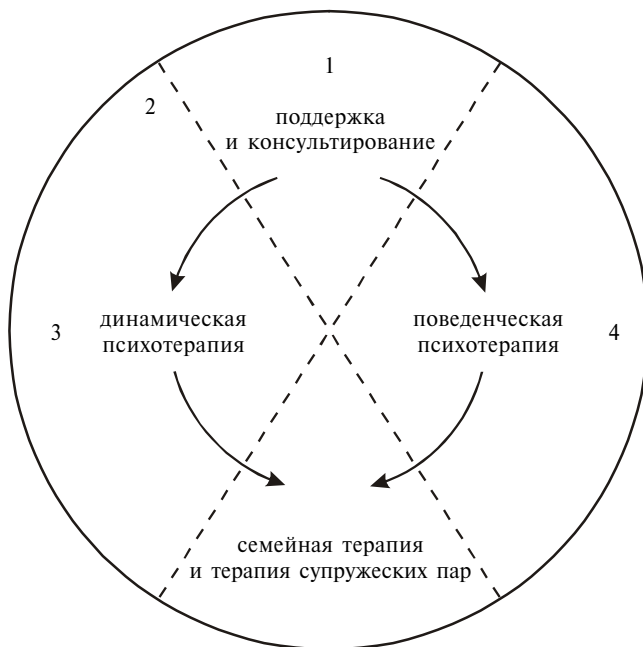 1
2
поддержка
и консультирование
3
динамическая
психотерапия
поведенческая
психотерапия
4
семейная терапия
и терапия супружеских пар